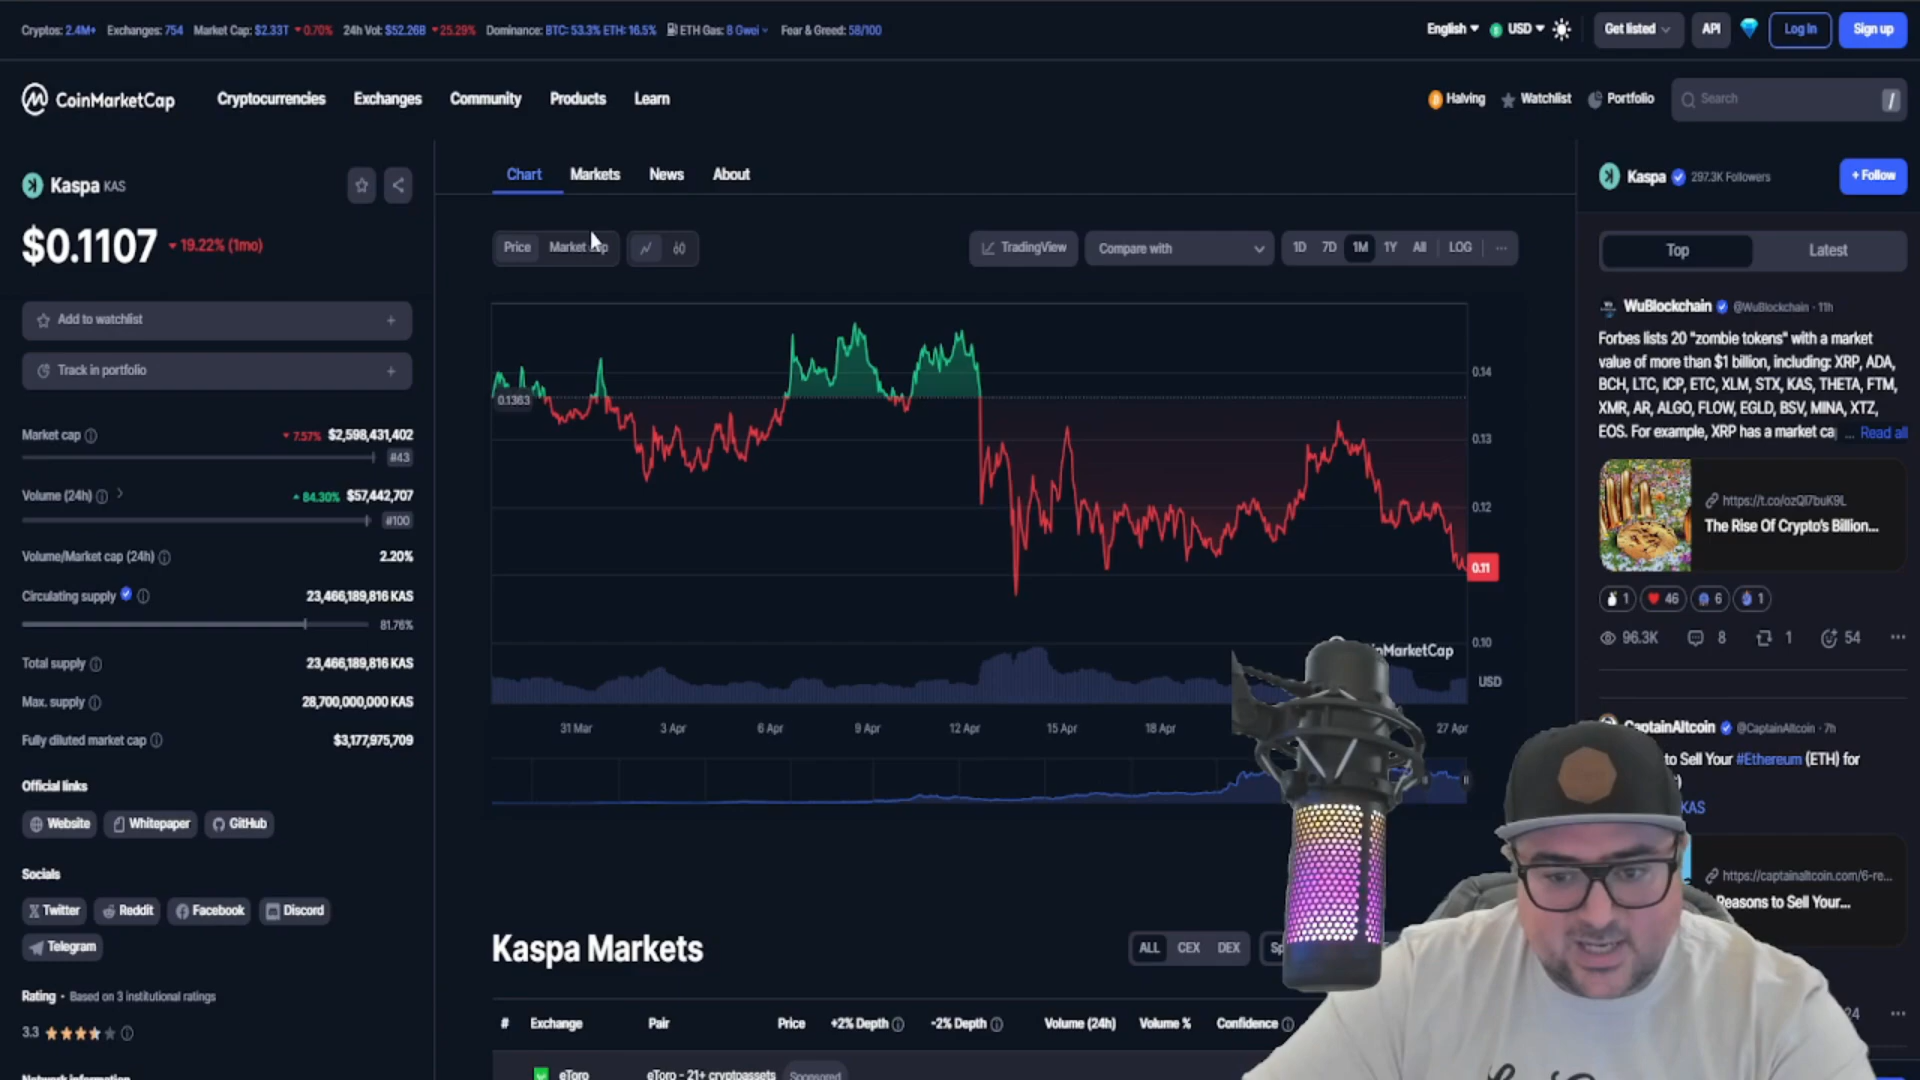 Cryptos: 2.4M+ Exchanges: 754 Market Cap: $2.33T 0.70% 24h Vol: $52.26B 25.29% Dominance: BTC: 53.3% ETH: 16.5% ETH Gas: 8 Gwei Fear & Greed: 58/100
English USD Get listed API Log In Sign up
CoinMarketCap Cryptocurrencies Exchanges Community Products Learn
Halving Watchlist Portfolio Search /
Kaspa KAS
$0.1107 19.22% (1mo)
Add to watchlist +
Track in portfolio +
Market cap 7.57% $2,598,431,402
#43
Volume (24h) 84.30% $57,442,707
#100
Volume/Market cap (24h) 2.20%
Circulating supply 23,466,189,816 KAS
81.76%
Total supply 23,466,189,816 KAS
Max. supply 28,700,000,000 KAS
Fully diluted market cap $3,177,975,709
Official links
Website Whitepaper GitHub
Socials
Twitter Reddit Facebook Discord
Telegram
Rating • Based on 3 institutional ratings
3.3
Network information
Chart Markets News About
Price Market
TradingView Compare with 1D 7D 1M 1Y All LOG ...
0.1363
0.14
0.13
0.12
0.11
0.10
USD
nMarketCap
31 Mar 3 Apr 6 Apr 9 Apr 12 Apr 15 Apr 18 Apr 27 Apr
Kaspa Markets
ALL CEX DEX Sp
# Exchange Pair Price +2% Depth -2% Depth Volume (24h) Volume % Confidence
eToro eToro - 21+ cryptoassets Sponsored
Kaspa 297.3K Followers + Follow
Top Latest
WuBlockchain @WuBlockchain · 11h
Forbes lists 20 "zombie tokens" with a market
value of more than $1 billion, including: XRP, ADA,
BCH, LTC, ICP, ETC, XLM, STX, KAS, THETA, FTM,
XMR, AR, ALGO, FLOW, EGLD, BSV, MINA, XTZ,
EOS. For example, XRP has a market ca ... Read all
https://t.co/ozQl7buK9L
The Rise Of Crypto's Billion...
1 46 6 1
96.3K 8 1 54 ...
CaptainAltcoin @CaptainAltcoin · 7h
to Sell Your #Ethereum (ETH) for
KAS
https://captainaltcoin.com/6-re...
Reasons to Sell Your...
24 ...